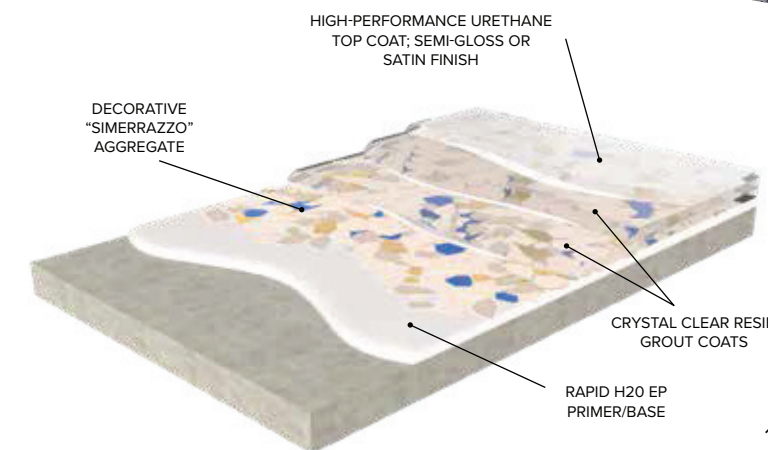 HIGH-PERFORMANCE URETHANE
TOP COAT; SEMI-GLOSS OR
SATIN FINISH
DECORATIVE
“SIMERRAZZO”
AGGREGATE
CRYSTAL CLEAR
GROUT COATS
RAPID H20 EP
PRIMER/BASE